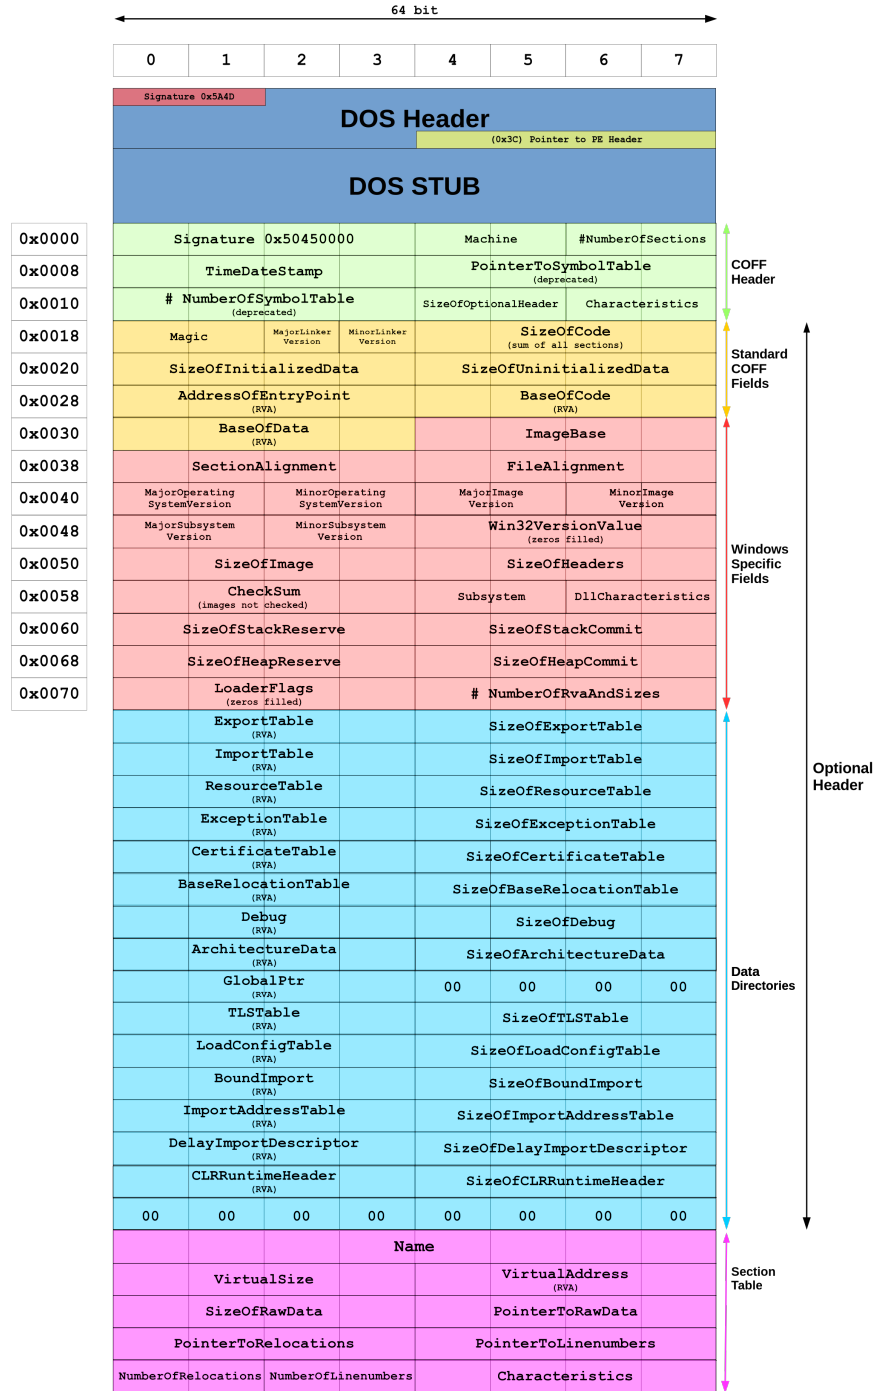 64 bit
0 1 2 3 4 5 6 7
Signature 0x5A4D
DOS Header
(0x3C) Pointer to PE Header
DOS STUB
0x0000 Signature 0x50450000 Machine #NumberOfSections
0x0008 TimeDateStamp PointerToSymbolTable
(deprecated)
0x0010 # NumberOfSymbolTable
(deprecated)
SizeOfOptionalHeader Characteristics
COFF
Header
0x0018 Magic MajorLinker
Version
MinorLinker
Version
SizeOfCode
(sum of all sections)
0x0020 SizeOfInitializedData SizeOfUninitializedData
0x0028 AddressOfEntryPoint
(RVA)
BaseOfCode
(RVA)
Standard
COFF
Fields
0x0030 BaseOfData
(RVA)
ImageBase
0x0038 SectionAlignment FileAlignment
0x0040 MajorOperating
SystemVersion
MinorOperating
SystemVersion
MajorImage
Version
MinorImage
Version
0x0048 MajorSubsystem
Version
MinorSubsystem
Version
Win32VersionValue
(zeros filled)
0x0050 SizeOfImage SizeOfHeaders
0x0058 CheckSum
(images not checked)
Subsystem DllCharacteristics
0x0060 SizeOfStackReserve SizeOfStackCommit
0x0068 SizeOfHeapReserve SizeOfHeapCommit
0x0070 LoaderFlags
(zeros filled)
# NumberOfRvaAndSizes
Windows
Specific
Fields
ExportTable
(RVA)
SizeOfExportTable
ImportTable
(RVA)
SizeOfImportTable
ResourceTable
(RVA)
SizeOfResourceTable
ExceptionTable
(RVA)
SizeOfExceptionTable
CertificateTable
(RVA)
SizeOfCertificateTable
BaseRelocationTable
(RVA)
SizeOfBaseRelocationTable
Debug
(RVA)
SizeOfDebug
ArchitectureData
(RVA)
SizeOfArchitectureData
GlobalPtr
(RVA)
00 00 00 00
TLSTable
(RVA)
SizeOfTLSTable
LoadConfigTable
(RVA)
SizeOfLoadConfigTable
BoundImport
(RVA)
SizeOfBoundImport
ImportAddressTable
(RVA)
SizeOfImportAddressTable
DelayImportDescriptor
(RVA)
SizeOfDelayImportDescriptor
CLRRuntimeHeader
(RVA)
SizeOfCLRRuntimeHeader
00 00 00 00 00 00 00 00
Data
Directories
Optional
Header
Name
VirtualSize VirtualAddress
(RVA)
SizeOfRawData PointerToRawData
PointerToRelocations PointerToLinenumbers
NumberOfRelocations NumberOfLinenumbers Characteristics
Section
Table